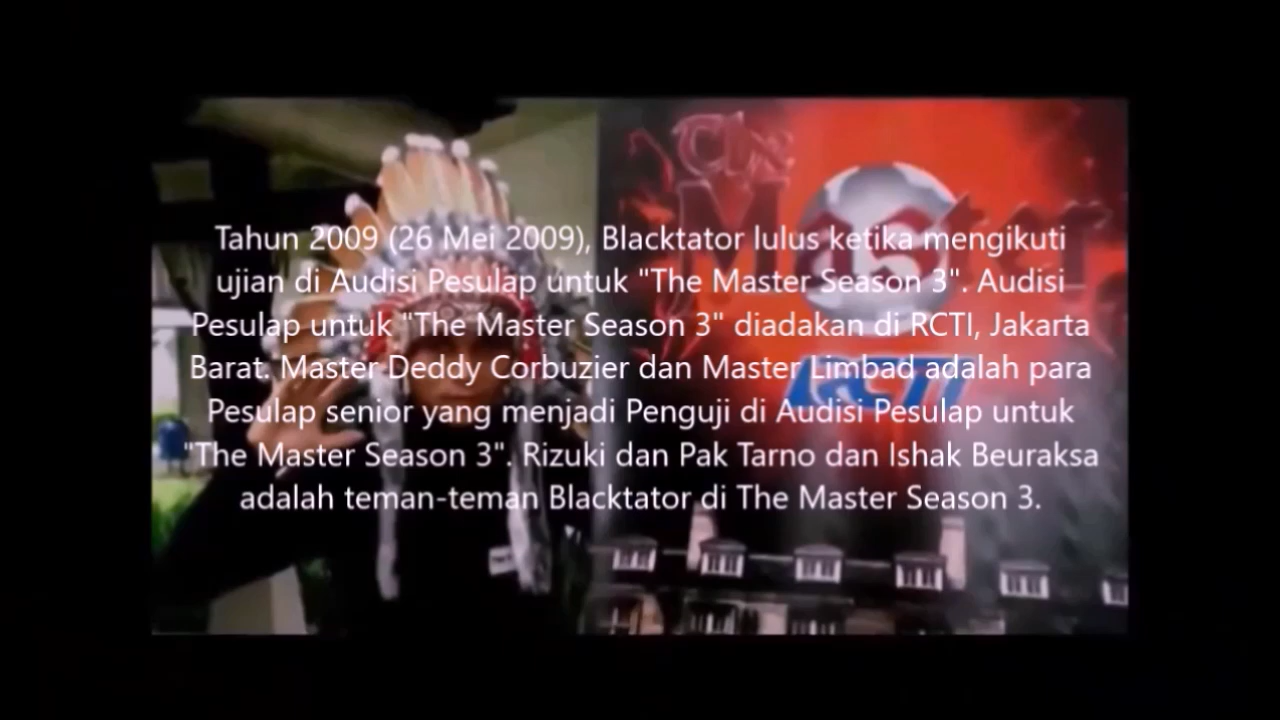 The Master
RCTI
Tahun 2009 (26 Mei 2009), Blacktator lulus ketika mengikuti
ujian di Audisi Pesulap untuk "The Master Season 3". Audisi
Pesulap untuk "The Master Season 3" diadakan di RCTI, Jakarta
Barat. Master Deddy Corbuzier dan Master Limbad adalah para
Pesulap senior yang menjadi Penguji di Audisi Pesulap untuk
"The Master Season 3". Rizuki dan Pak Tarno dan Ishak Beuraksa
adalah teman-teman Blacktator di The Master Season 3.